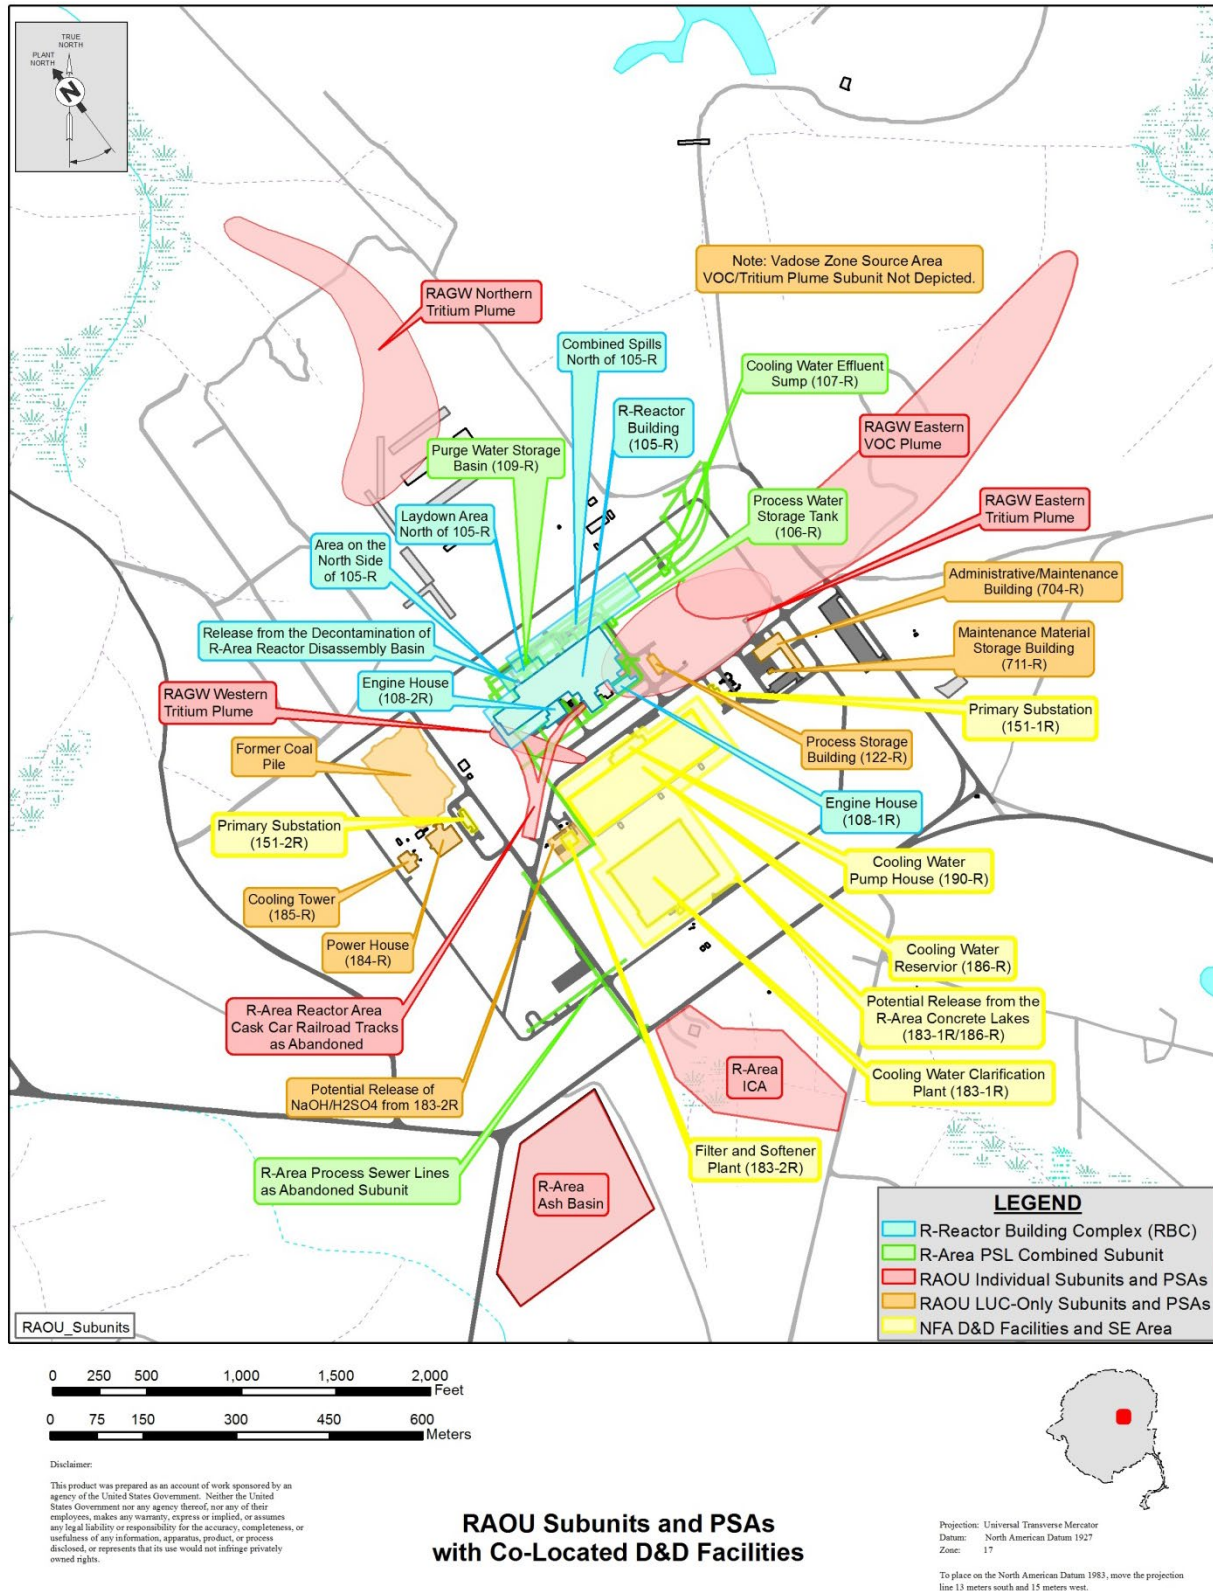 TRUE
NORTH
PLANT
NORTH
N
Note: Vadose Zone Source Area
VOC/Tritium Plume Subunit Not Depicted.
RAGW Northern
Tritium Plume
Combined Spills
North of 105-R
Cooling Water Effluent
Sump (107-R)
R-Reactor
Building
(105-R)
RAGW Eastern
VOC Plume
Purge Water Storage
Basin (109-R)
Process Water
Storage Tank
(106-R)
RAGW Eastern
Tritium Plume
Laydown Area
North of 105-R
Area on the
North Side
of 105-R
Administrative/Maintenance
Building (704-R)
Release from the Decontamination of
R-Area Reactor Disassembly Basin
Maintenance Material
Storage Building
(711-R)
Engine House
(108-2R)
RAGW Western
Tritium Plume
Primary Substation
(151-1R)
Former Coal
Pile
Process Storage
Building (122-R)
Engine House
(108-1R)
Primary Substation
(151-2R)
Cooling Water
Pump House (190-R)
Cooling Tower
(185-R)
Power House
(184-R)
Cooling Water
Reservior (186-R)
R-Area Reactor Area
Cask Car Railroad Tracks
as Abandoned
Potential Release from the
R-Area Concrete Lakes
(183-1R/186-R)
R-Area
ICA
Cooling Water Clarification
Plant (183-1R)
Potential Release of
NaOH/H2SO4 from 183-2R
Filter and Softener
Plant (183-2R)
R-Area Process Sewer Lines
as Abandoned Subunit
R-Area
Ash Basin
LEGEND
R-Reactor Building Complex (RBC)
R-Area PSL Combined Subunit
RAOU Individual Subunits and PSAs
RAOU LUC-Only Subunits and PSAs
NFA D&D Facilities and SE Area
RAOU_Subunits
0 250 500 1,000 1,500 2,000
Feet
0 75 150 300 450 600
Meters
Disclaimer:
This product was prepared as an account of work sponsored by an
agency of the United States Government. Neither the United
States Government nor any agency thereof, nor any of their
employees, makes any warranty, express or implied, or assumes
any legal liability or responsibility for the accuracy, completeness, or
usefulness of any information, apparatus, product, or process
disclosed, or represents that its use would not infringe privately
owned rights.
RAOU Subunits and PSAs
with Co-Located D&D Facilities
Projection: Universal Transverse Mercator
Datum: North American Datum 1927
Zone: 17
To place on the North American Datum 1983, move the projection
line 13 meters south and 15 meters west.